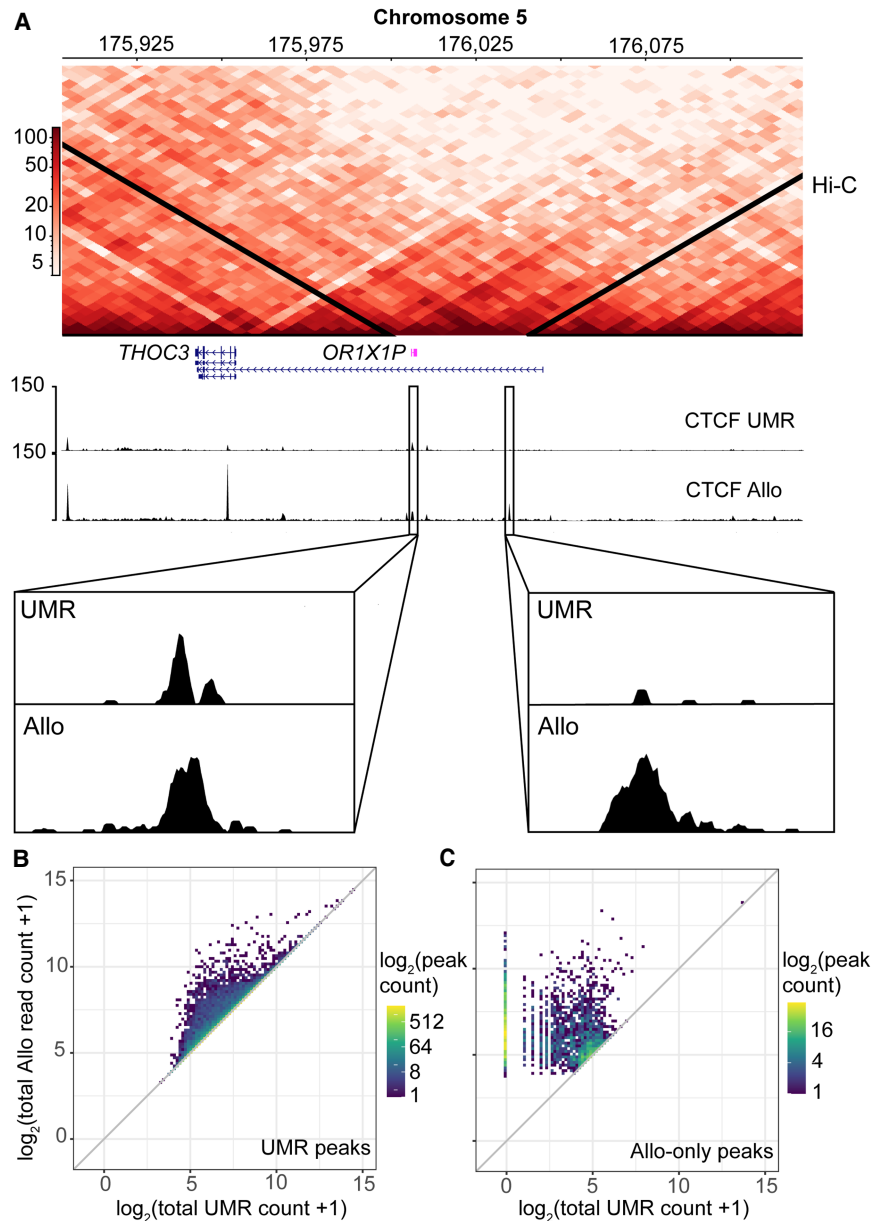 A
Chromosome 5
175,925 175,975 176,025 176,075
100
50
20
10
5
Hi-C
THOC3 OR1X1P
150
CTCF UMR
150
CTCF Allo
UMR
Allo
UMR
Allo
B
log2(total Allo read count +1)
15
10
5
0
0 5 10 15
log2(total UMR count +1)
UMR peaks
log2(peak
count)
512
64
8
1
C
0 5 10 15
log2(total UMR count +1)
Allo-only peaks
log2(peak
count)
16
4
1